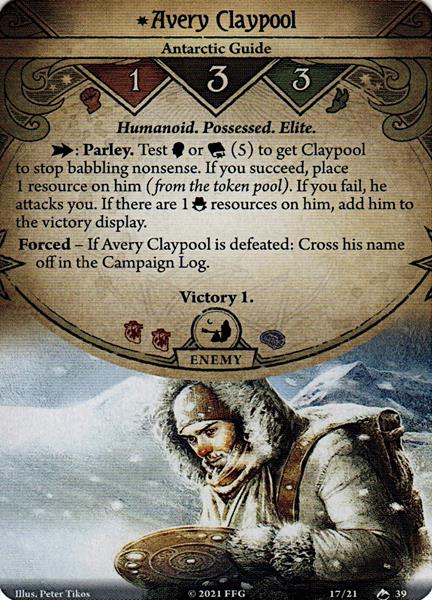 Avery Claypool
Antarctic Guide
1 3 3
Humanoid. Possessed. Elite.
: Parley. Test or (5) to get Claypool
to stop babbling nonsense. If you succeed, place
1 resource on him (from the token pool). If you fail, he
attacks you. If there are 1 resources on him, add him to
the victory display.
Forced – If Avery Claypool is defeated: Cross his name
off in the Campaign Log.
Victory 1.
ENEMY
Illus. Peter Tikos © 2021 FFG 17/21 39